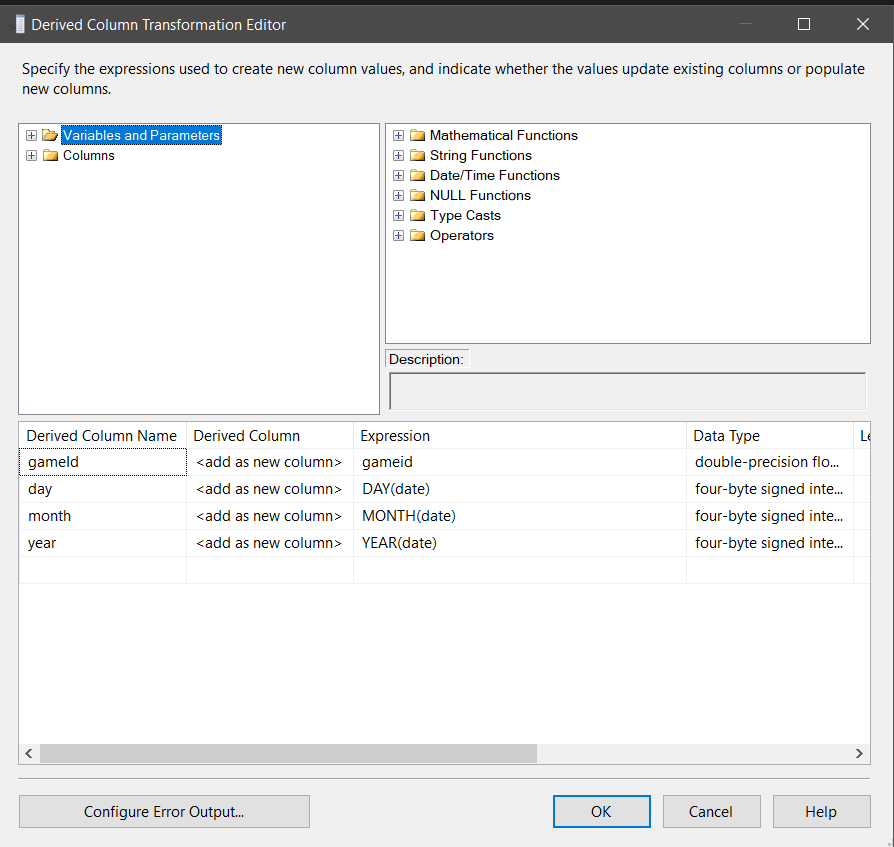 Derived Column Transformation Editor
Specify the expressions used to create new column values, and indicate whether the values update existing columns or populate
new columns.
Variables and Parameters
Columns
Mathematical Functions
String Functions
Date/Time Functions
NULL Functions
Type Casts
Operators
Description:
Derived Column Name Derived Column Expression Data Type Le
gameId <add as new column> gameid double-precision flo...
day <add as new column> DAY(date) four-byte signed inte...
month <add as new column> MONTH(date) four-byte signed inte...
year <add as new column> YEAR(date) four-byte signed inte...
Configure Error Output... OK Cancel Help